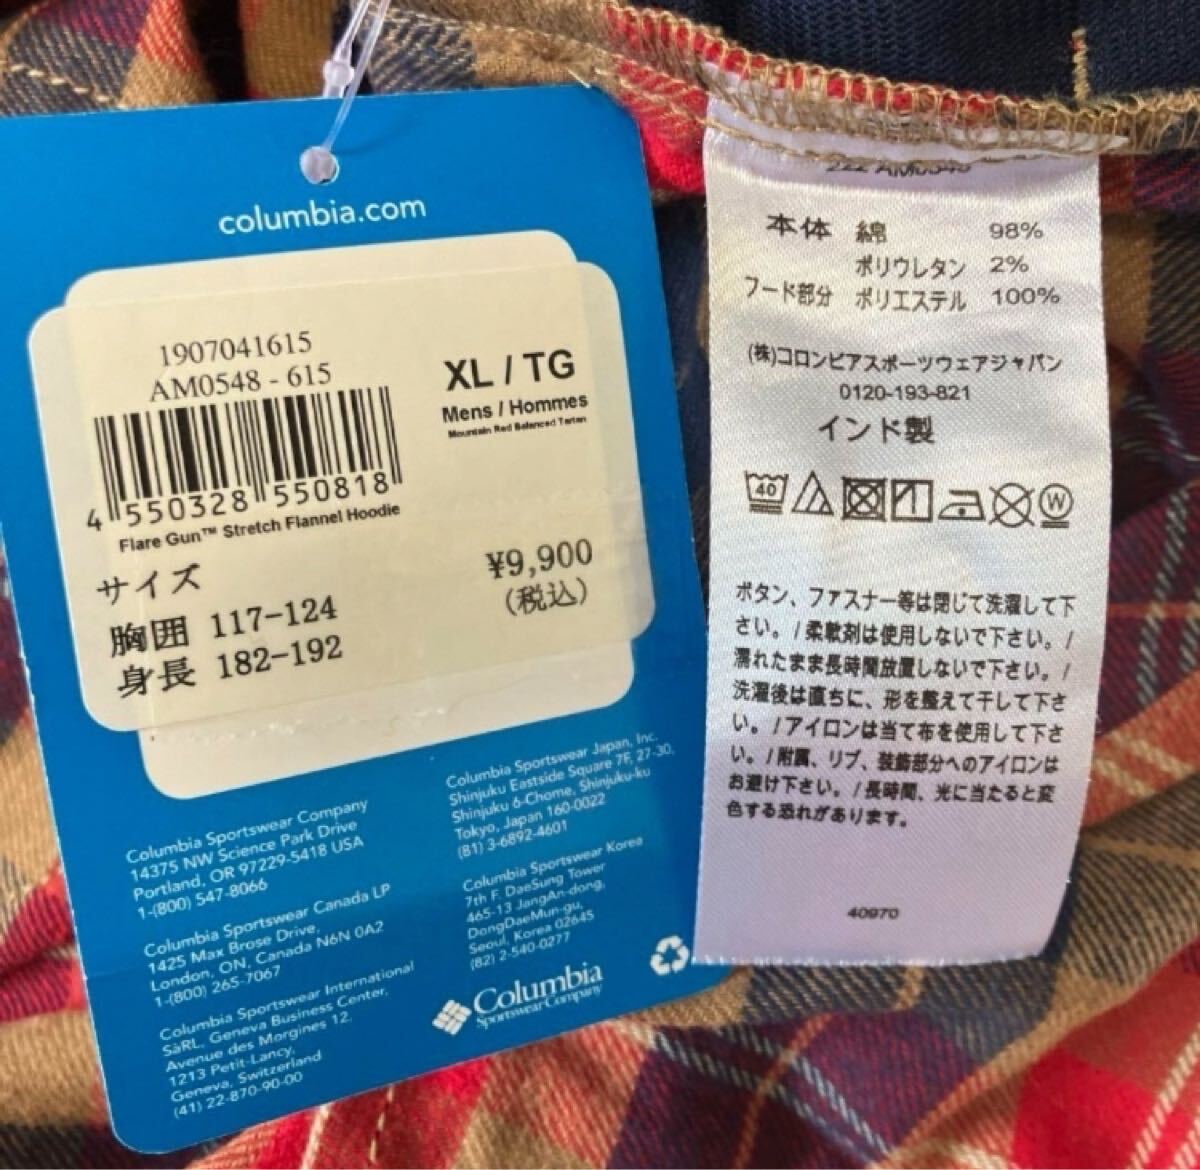 columbia.com
1907041615
AM0548 - 615
XL / TG
Mens / Hommes
Mountain Red Balanced Tartan
4 550328 550818
Flare Gun™ Stretch Flannel Hoodie
サイズ
¥9,900
(税込)
胸囲 117-124
身長 182-192
Columbia Sportswear Company
14375 NW Science Park Drive
Portland, OR 97229-5418 USA
1-(800) 547-8066
Columbia Sportswear Canada LP
1425 Max Brose Drive,
London, ON, Canada N6N 0A2
1-(800) 265-7067
Columbia Sportswear International
SàRL, Geneva Business Center,
Avenue des Morgines 12,
1213 Petit-Lancy,
Geneva, Switzerland
(41) 22-870-90-00
Columbia Sportswear Japan, Inc.
Shinjuku Eastside Square 7F, 27-30,
Shinjuku 6-Chome, Shinjuku-ku
Tokyo, Japan 160-0022
(81) 3-6892-4601
Columbia Sportswear Korea
7th F. DaeSung Tower
465-13 JangAn-dong,
DongDaeMun-gu,
Seoul, Korea 02645
(82) 2-540-0277
Columbia
Sportswear Company
222 AM0548
本体 綿 98%
ポリウレタン 2%
フード部分 ポリエステル 100%
(株)コロンビアスポーツウェアジャパン
0120-193-821
インド製
40
W
ボタン、ファスナー等は閉じて洗濯して下
さい。/柔軟剤は使用しないで下さい。/
濡れたまま長時間放置しないで下さい。/
洗濯後は直ちに、形を整えて干して下さ
い。/アイロンは当て布を使用して下さ
い。/附属、リブ、装飾部分へのアイロンは
お避け下さい。/長時間、光に当たると変
色する恐れがあります。
40970